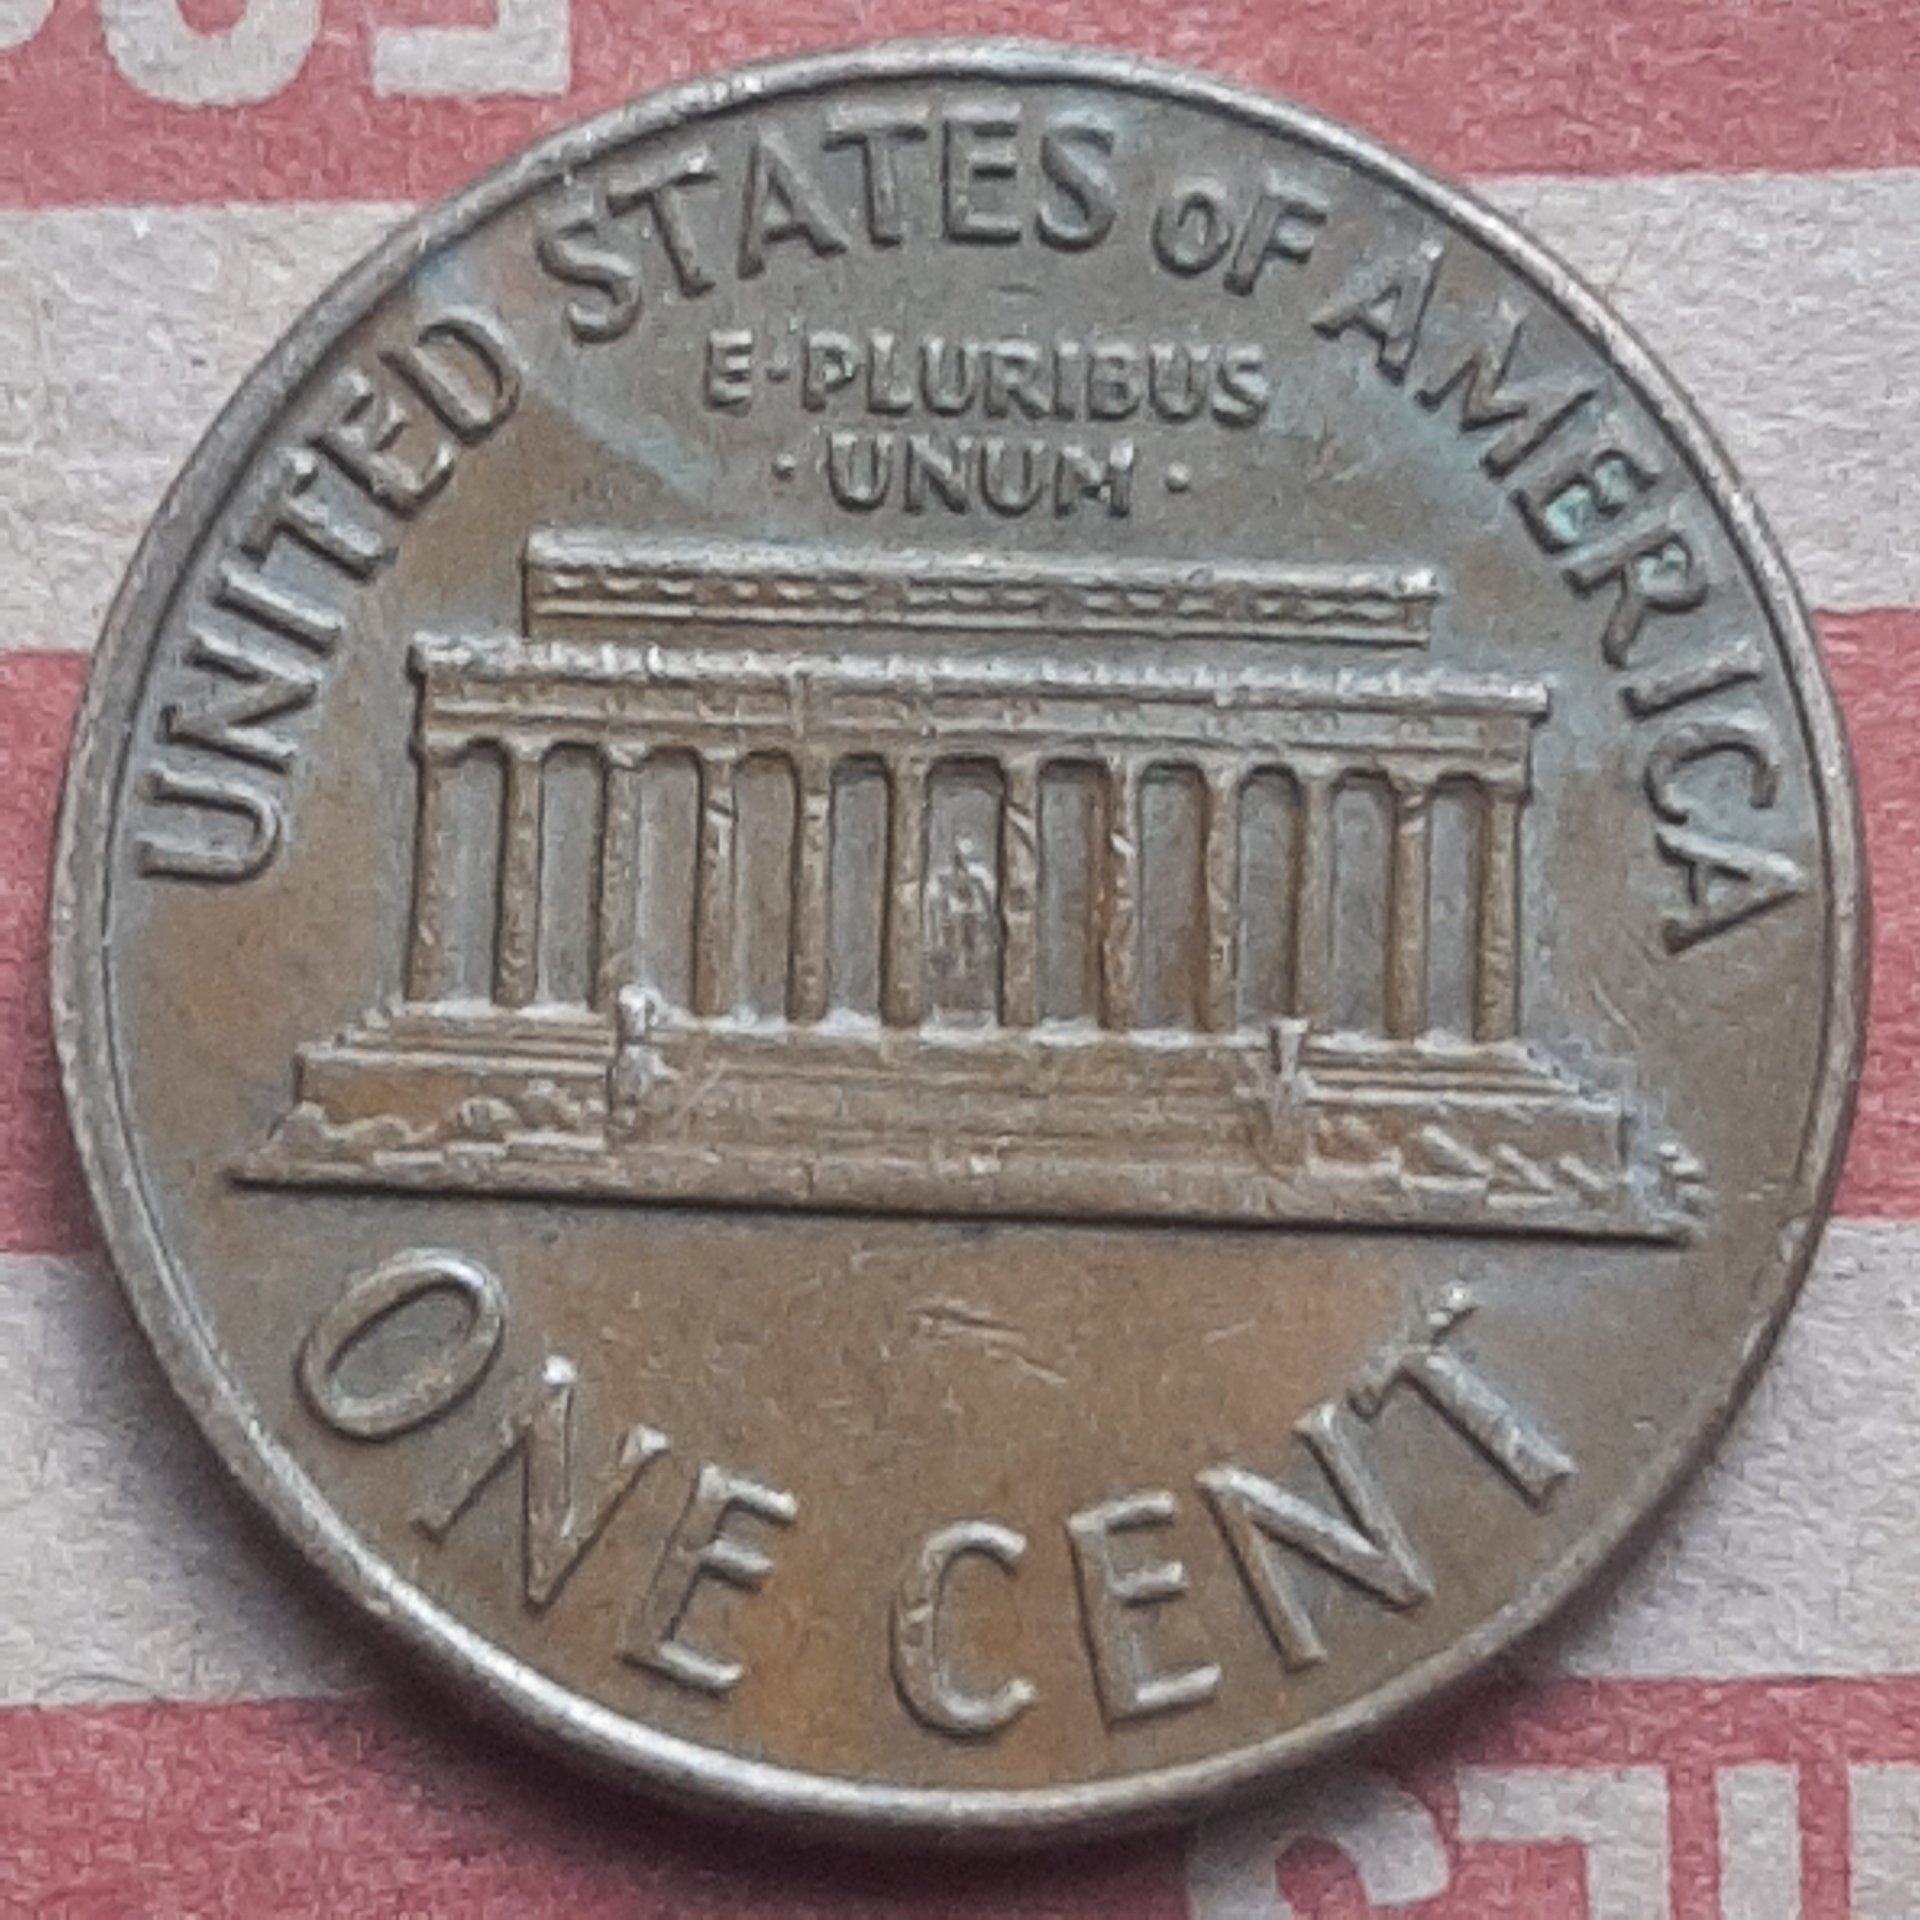 UNITED STATES OF AMERICA
E·PLURIBUS
·UNUM·
ONE CENT